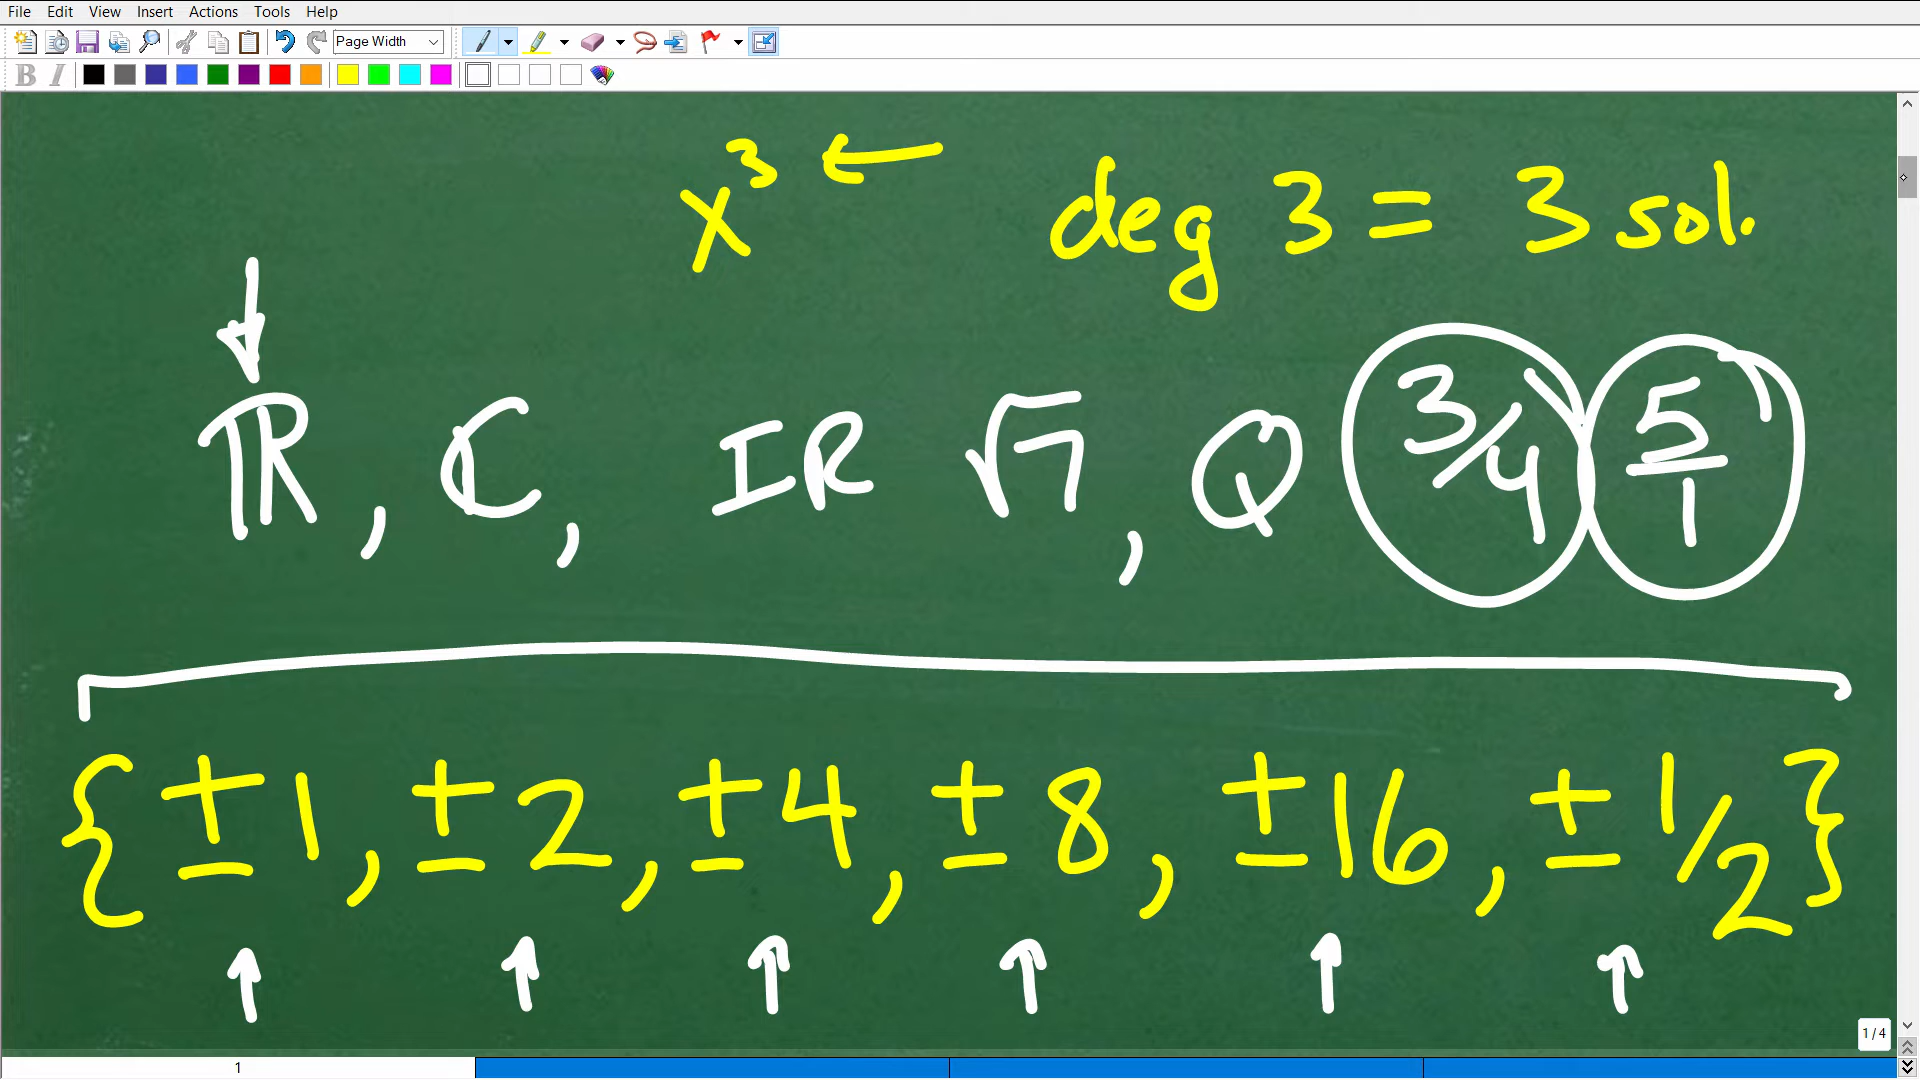 File Edit View Insert Actions Tools Help
Page Width
B I
x³ ← deg 3 = 3 sol.
ℝ, ℂ, IR √7, Q 3/4 5/1
{±1, ±2, ±4, ±8, ±16, ±1/2}
1 / 4
1